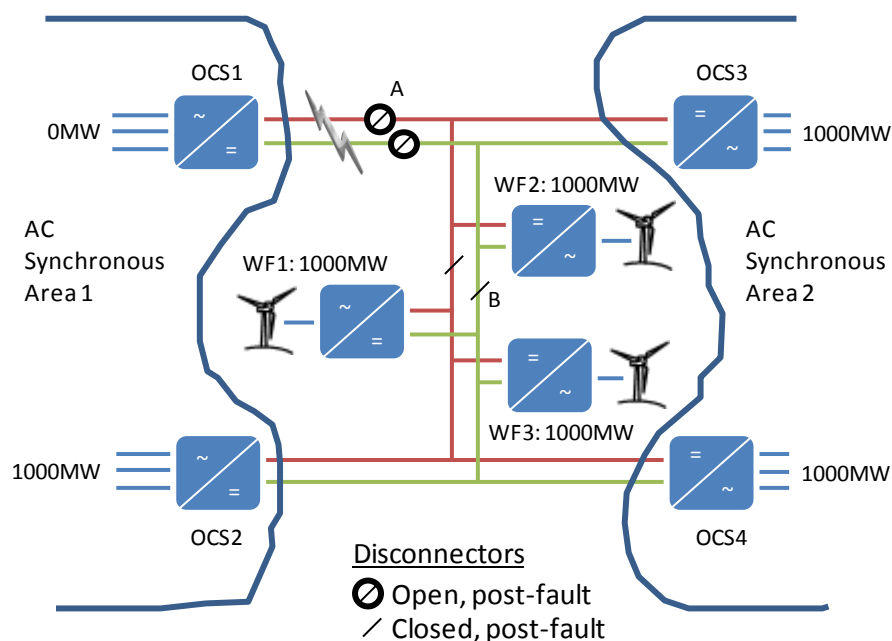 OCS1
A
OCS3
~
=
=
~
0MW
1000MW
WF2: 1000MW
=
~
AC
Synchronous
Area 1
AC
Synchronous
Area 2
WF1: 1000MW
B
~
=
=
~
WF3: 1000MW
1000MW
~
=
=
~
1000MW
OCS2
OCS4
Disconnectors
Open, post-fault
Closed, post-fault